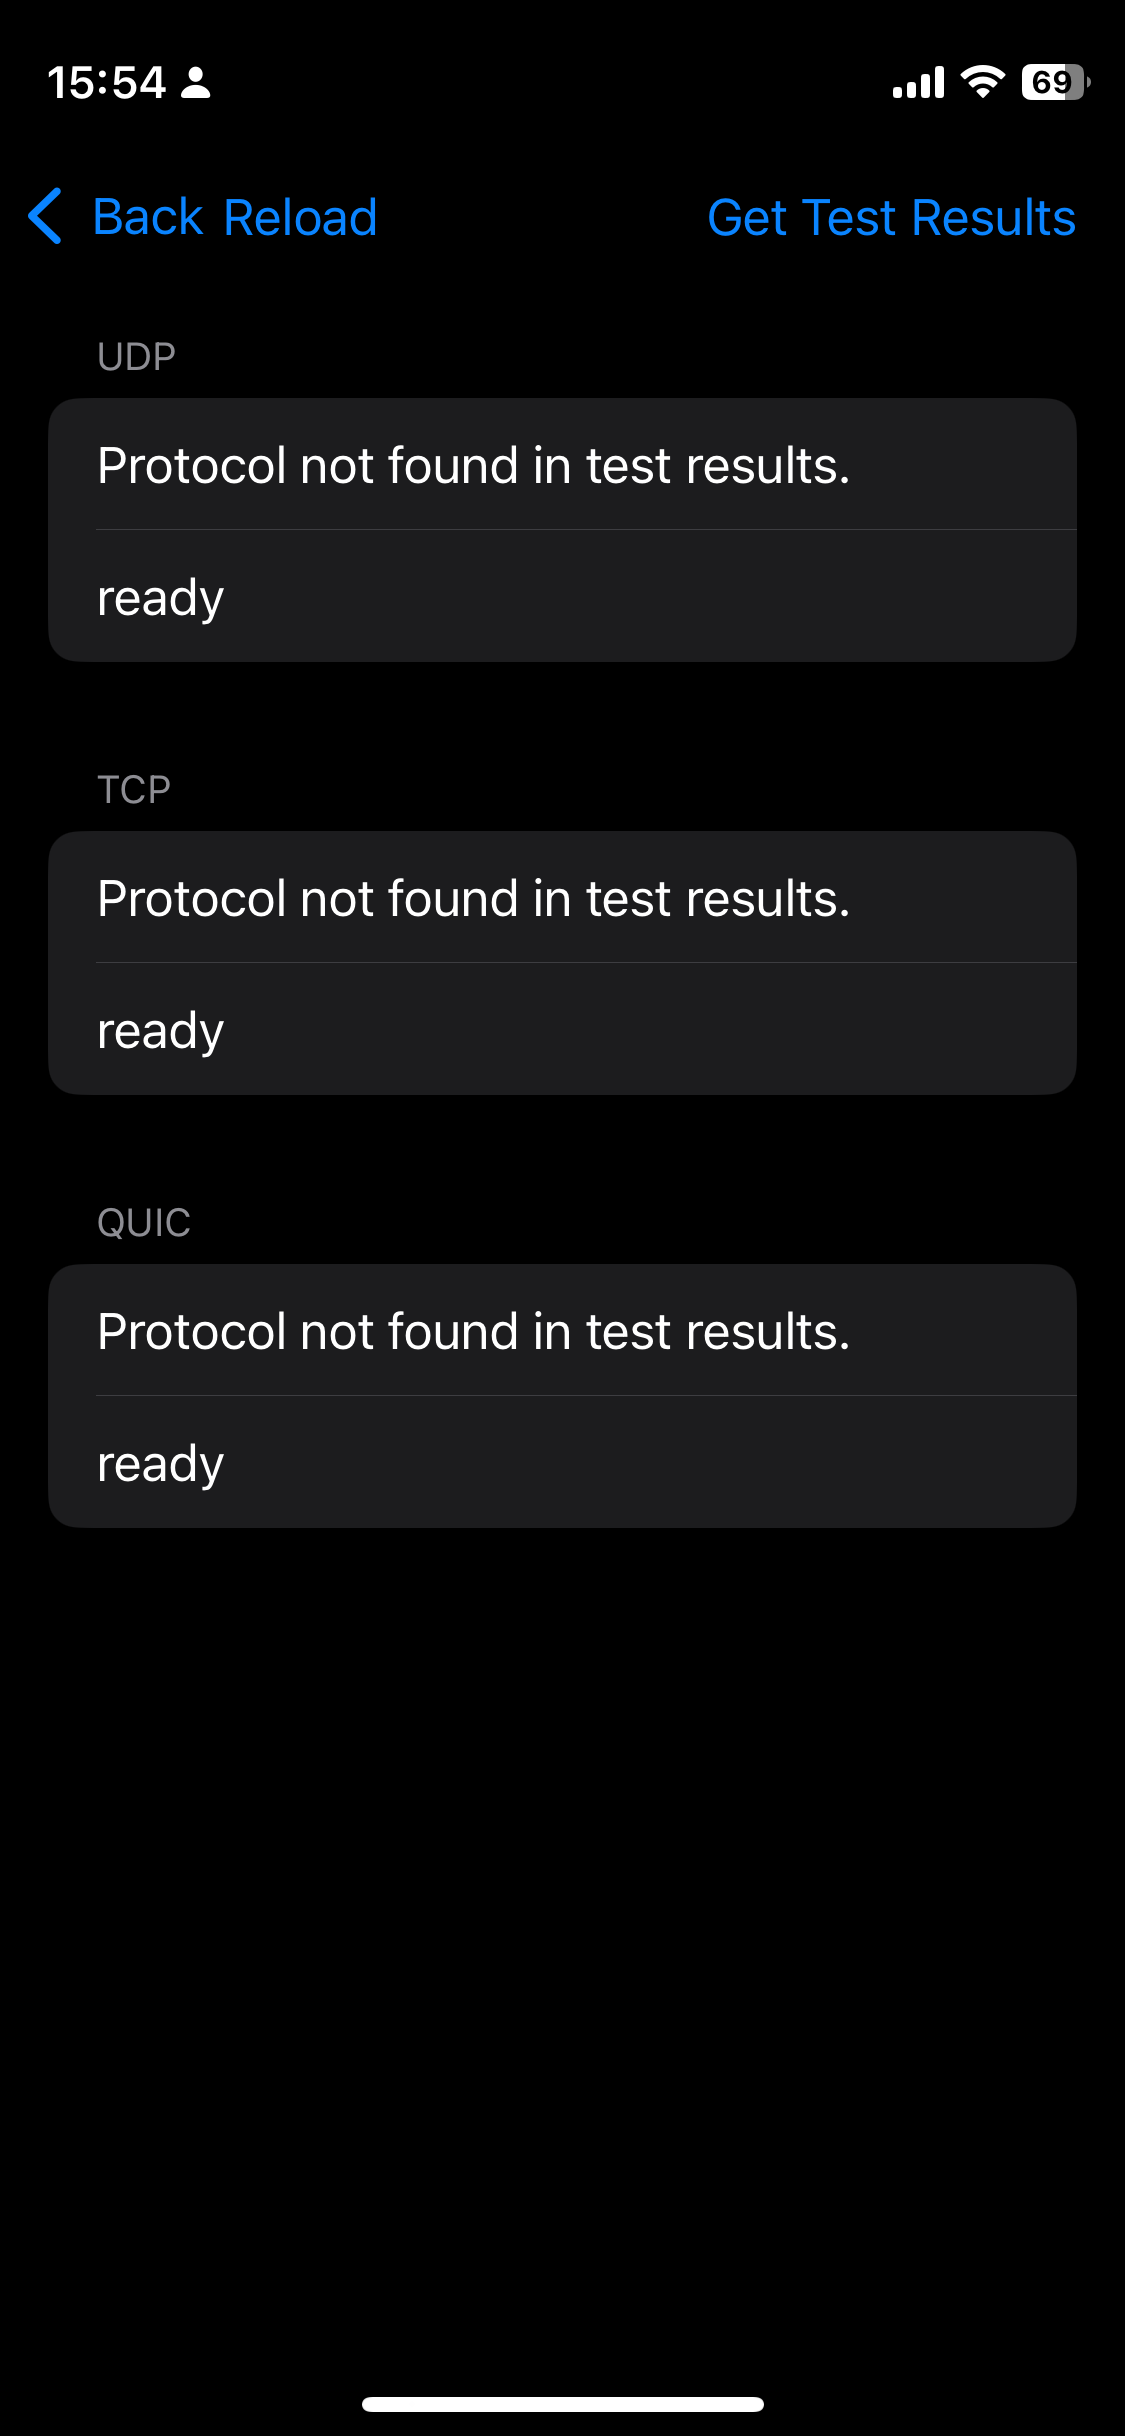 15:54
69
Back Reload Get Test Results
UDP
Protocol not found in test results.
ready
TCP
Protocol not found in test results.
ready
QUIC
Protocol not found in test results.
ready